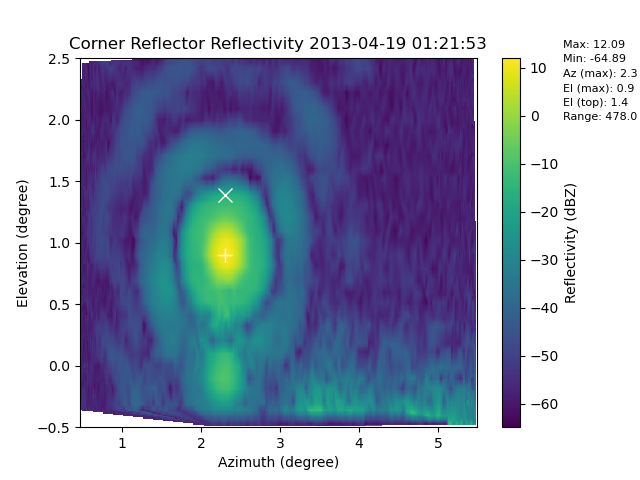 Corner Reflector Reflectivity 2013-04-19 01:21:53
Max: 12.09
Min: -64.89
Az (max): 2.3
El (max): 0.9
El (top): 1.4
Range: 478.0
2.5
2.0
1.5
1.0
0.5
0.0
−0.5
Elevation (degree)
1 2 3 4 5
Azimuth (degree)
10
0
−10
−20
−30
−40
−50
−60
Reflectivity (dBZ)